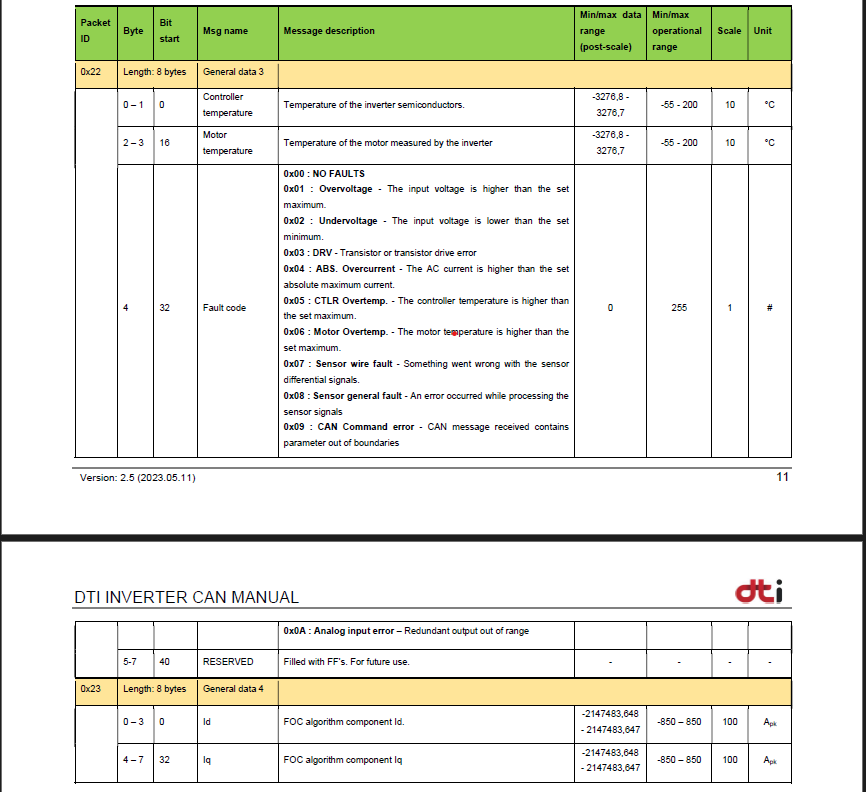 Packet ID Byte Bit start Msg name Message description Min/max data range (post-scale) Min/max operational range Scale Unit
0x22 Length: 8 bytes General data 3
0 – 1 0 Controller temperature Temperature of the inverter semiconductors. -3276,8 - 3276,7 -55 - 200 10 °C
2 – 3 16 Motor temperature Temperature of the motor measured by the inverter -3276,8 - 3276,7 -55 - 200 10 °C
4 32 Fault code
0x00 : NO FAULTS
0x01 : Overvoltage - The input voltage is higher than the set
maximum.
0x02 : Undervoltage - The input voltage is lower than the set
minimum.
0x03 : DRV - Transistor or transistor drive error
0x04 : ABS. Overcurrent - The AC current is higher than the set
absolute maximum current.
0x05 : CTLR Overtemp. - The controller temperature is higher than
the set maximum.
0x06 : Motor Overtemp. - The motor temperature is higher than the
set maximum.
0x07 : Sensor wire fault - Something went wrong with the sensor
differential signals.
0x08 : Sensor general fault - An error occurred while processing the
sensor signals
0x09 : CAN Command error - CAN message received contains
parameter out of boundaries
0 255 1 #
Version: 2.5 (2023.05.11) 11
DTI INVERTER CAN MANUAL dti
0x0A : Analog input error – Redundant output out of range
5-7 40 RESERVED Filled with FF's. For future use. - - - -
0x23 Length: 8 bytes General data 4
0 – 3 0 Id FOC algorithm component Id. -2147483,648 - 2147483,647 -850 – 850 100 Apk
4 – 7 32 Iq FOC algorithm component Iq -2147483,648 - 2147483,647 -850 – 850 100 Apk